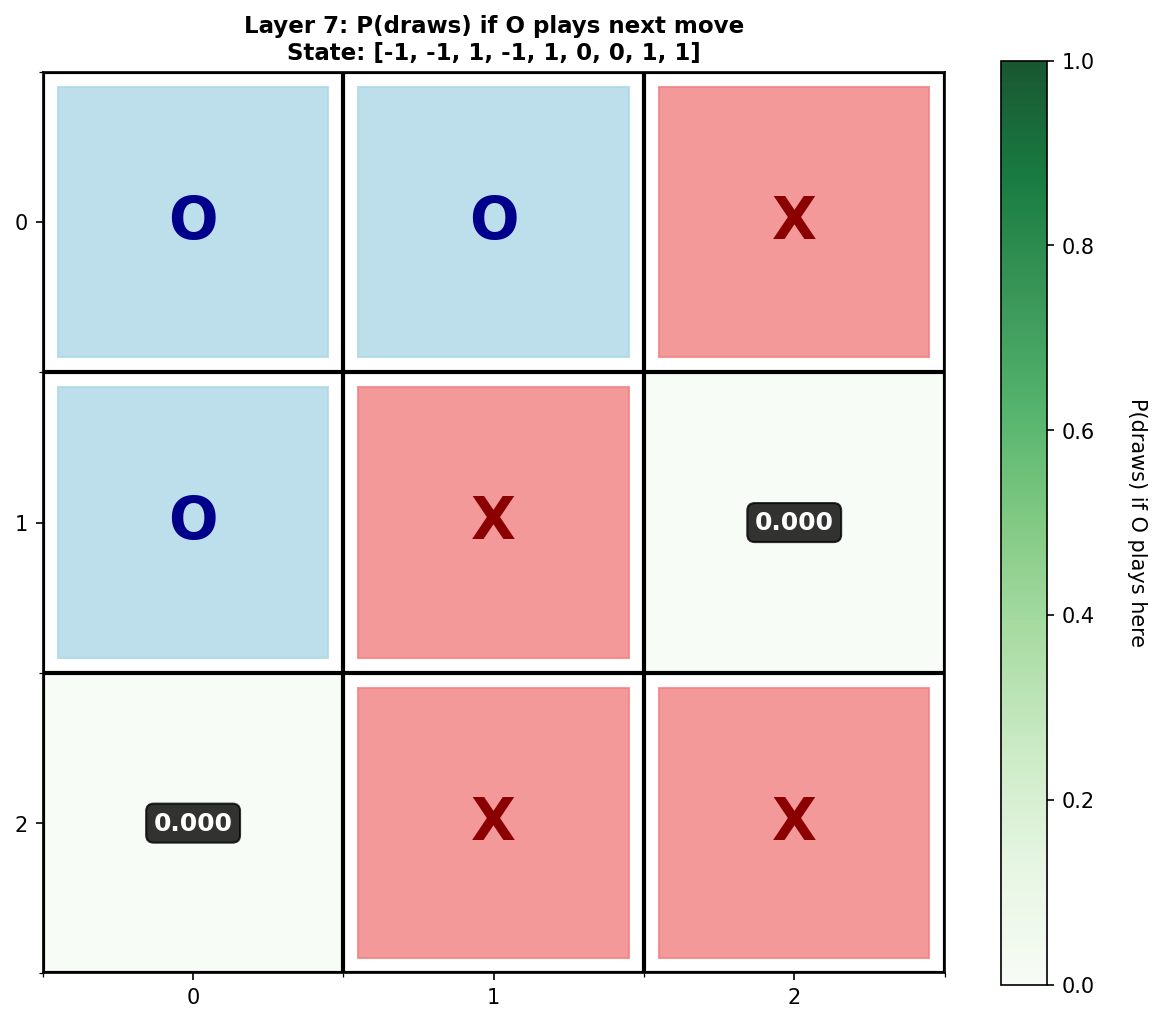 Layer 7: P(draws) if O plays next move
State: [-1, -1, 1, -1, 1, 0, 0, 1, 1]
1.0
0
O
O
X
0.8
0.6
P(draws) if O plays here
1
O
X
0.000
0.4
2
0.000
X
X
0.2
0.0
0
1
2